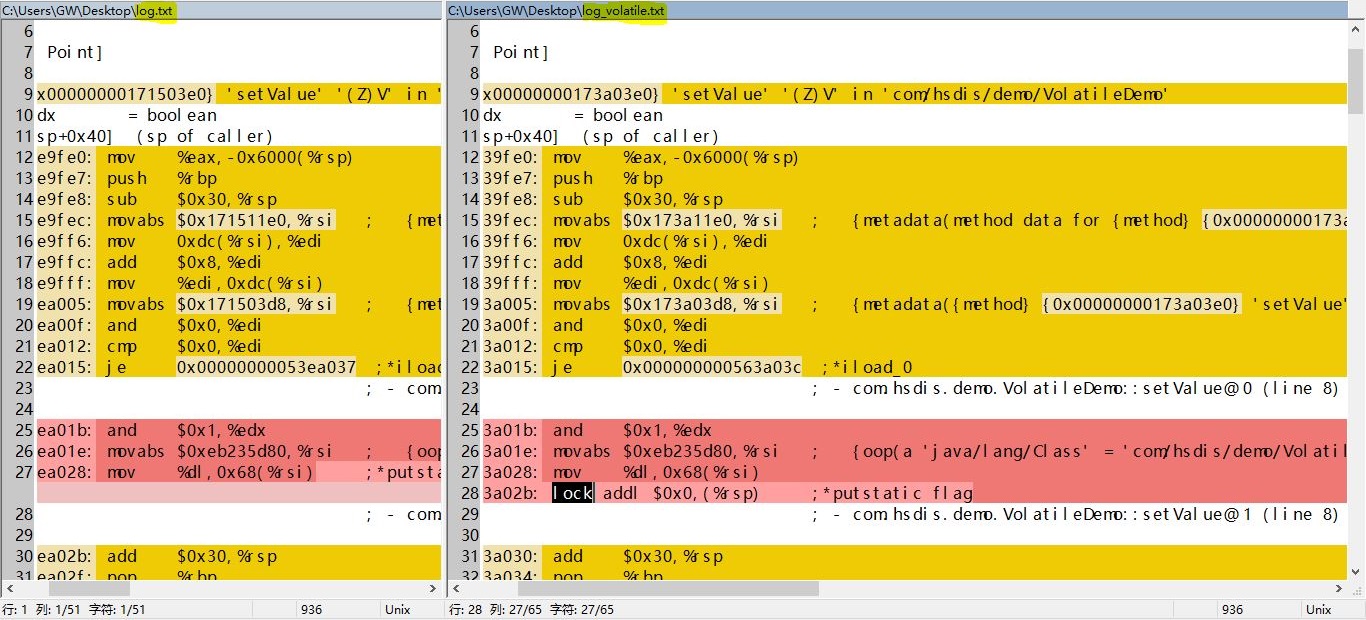 C:\Users\GW\Desktop\log.txt
6
7 Point]
8
9 x00000000171503e0} 'setValue' '(Z)V' in '
10 dx = boolean
11 sp+0x40] (sp of caller)
12 e9fe0: mov %eax,-0x6000(%rsp)
13 e9fe7: push %rbp
14 e9fe8: sub $0x30,%rsp
15 e9fec: movabs $0x171511e0,%rsi ; {met
16 e9ff6: mov 0xdc(%rsi),%edi
17 e9ffc: add $0x8,%edi
18 e9fff: mov %edi,0xdc(%rsi)
19 ea005: movabs $0x171503d8,%rsi ; {met
20 ea00f: and $0x0,%edi
21 ea012: cmp $0x0,%edi
22 ea015: je 0x00000000053ea037 ;*iload
23 ; - com.
24
25 ea01b: and $0x1,%edx
26 ea01e: movabs $0xeb235d80,%rsi ; {oop
27 ea028: mov %dl,0x68(%rsi) ;*putsta
28 ; - com
29
30 ea02b: add $0x30,%rsp
31 ea02f: pop %rbp
行: 1 列: 1/51 字符: 1/51 936 Unix
C:\Users\GW\Desktop\log_volatile.txt
6
7 Point]
8
9 x00000000173a03e0} 'setValue' '(Z)V' in 'com/hsdis/demo/VolatileDemo'
10 dx = boolean
11 sp+0x40] (sp of caller)
12 39fe0: mov %eax,-0x6000(%rsp)
13 39fe7: push %rbp
14 39fe8: sub $0x30,%rsp
15 39fec: movabs $0x173a11e0,%rsi ; {metadata(method data for {method} {0x00000000173a
16 39ff6: mov 0xdc(%rsi),%edi
17 39ffc: add $0x8,%edi
18 39fff: mov %edi,0xdc(%rsi)
19 3a005: movabs $0x173a03d8,%rsi ; {metadata({method} {0x00000000173a03e0} 'setValue'
20 3a00f: and $0x0,%edi
21 3a012: cmp $0x0,%edi
22 3a015: je 0x000000000563a03c ;*iload_0
23 ; - com.hsdis.demo.VolatileDemo::setValue@0 (line 8)
24
25 3a01b: and $0x1,%edx
26 3a01e: movabs $0xeb235d80,%rsi ; {oop(a 'java/lang/Class' = 'com/hsdis/demo/Volatil
27 3a028: mov %dl,0x68(%rsi)
28 3a02b: lock addl $0x0,(%rsp) ;*putstatic flag
29 ; - com.hsdis.demo.VolatileDemo::setValue@1 (line 8)
30
31 3a030: add $0x30,%rsp
32 3a034: pop %rbp
行: 28 列: 27/65 字符: 27/65 936 Unix